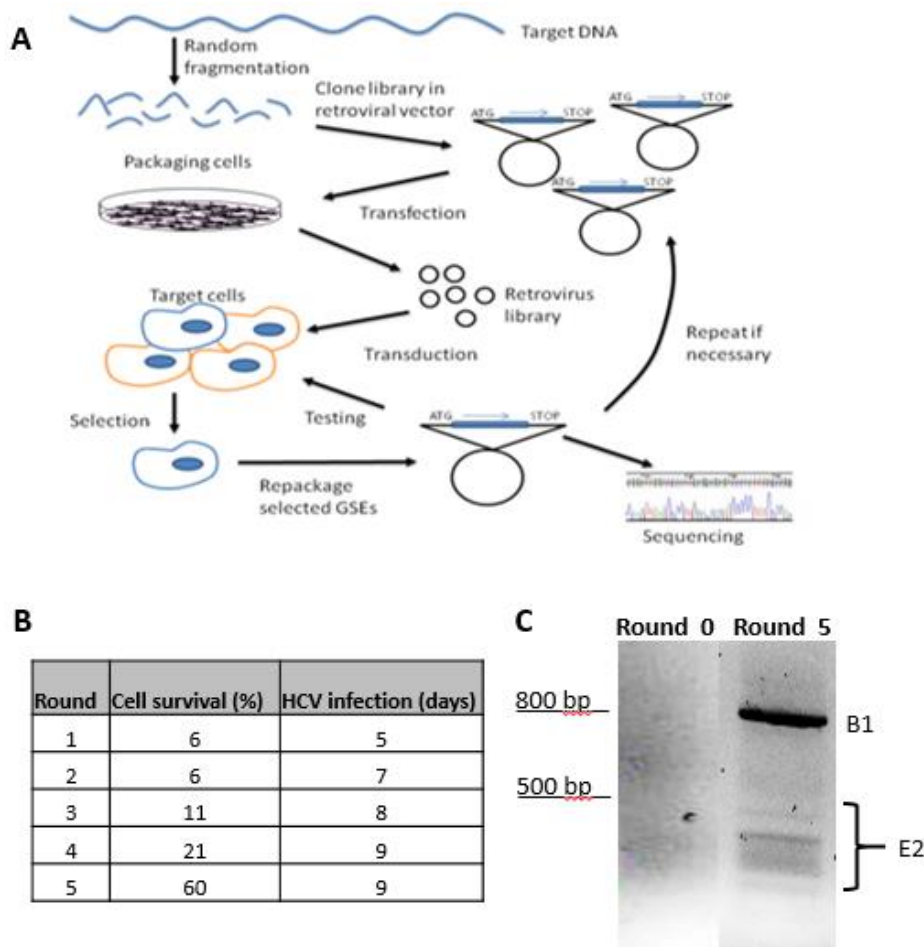 A
Target DNA
Random
fragmentation
Clone library in
retroviral vector
ATG STOP
ATG STOP
ATG STOP
Packaging cells
Transfection
Target cells
Retrovirus
library
Transduction
Repeat if
necessary
Selection
Testing
ATG STOP
Repackage
selected GSEs
Sequencing
B
Round Cell survival (%) HCV infection (days)
1 6 5
2 6 7
3 11 8
4 21 9
5 60 9
C
Round 0 Round 5
800 bp
B1
500 bp
E2